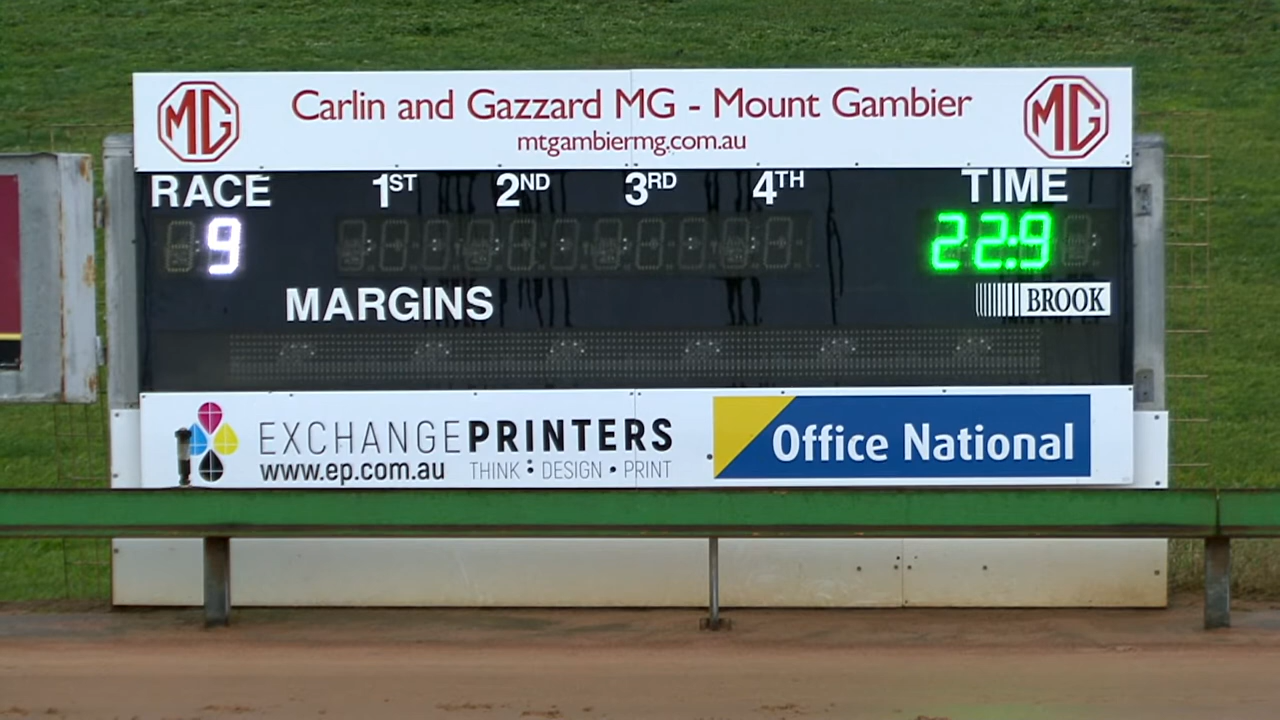 MG Carlin and Gazzard MG - Mount Gambier MG
mtgambiermg.com.au
RACE 1ST 2ND 3RD 4TH TIME
9 22:9
MARGINS BROOK
EXCHANGEPRINTERS Office National
www.ep.com.au THINK : DESIGN • PRINT